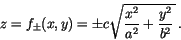 z = f_±(x, y) = ±c√(x²/a² + y²/b²) .